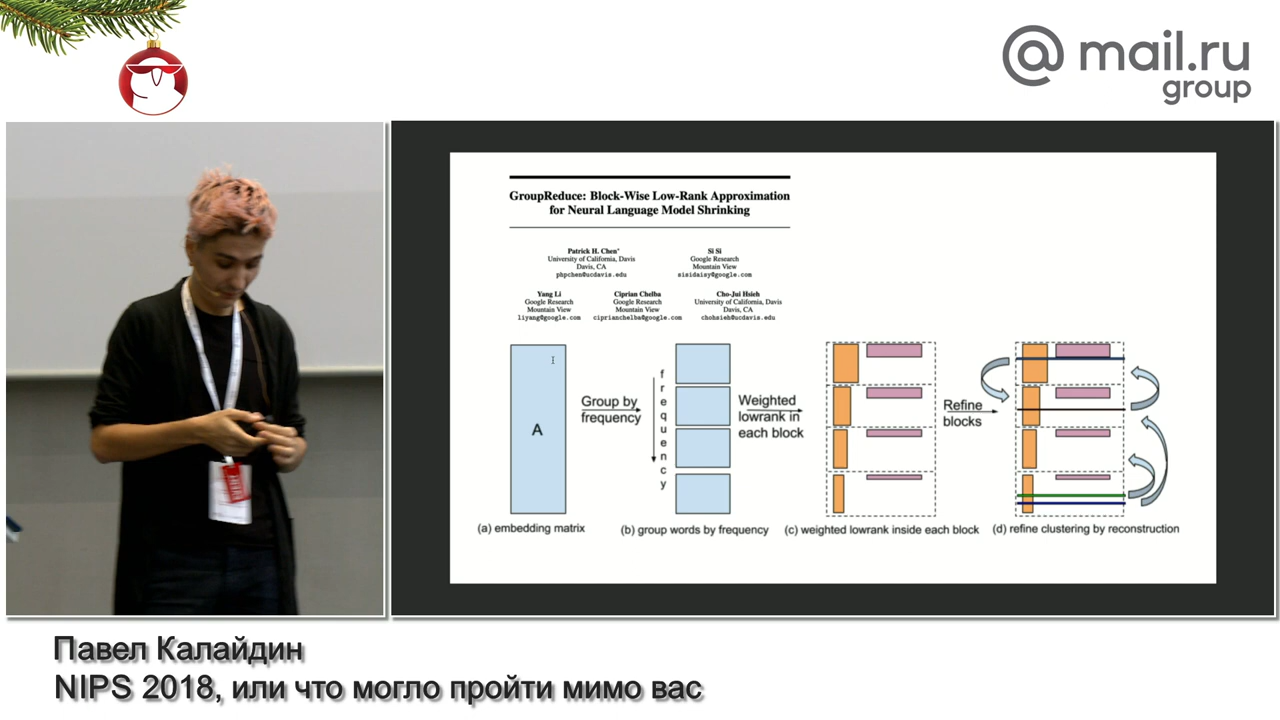 @ mail.ru
group
GroupReduce: Block-Wise Low-Rank Approximation
for Neural Language Model Shrinking
Patrick H. Chen*
University of California, Davis
Davis, CA
phpchen@ucdavis.edu
Si Si
Google Research
Mountain View
sisidaisy@google.com
Yang Li
Google Research
Mountain View
liyang@google.com
Ciprian Chelba
Google Research
Mountain View
ciprianchelba@google.com
Cho-Jui Hsieh
University of California, Davis
Davis, CA
chohsieh@ucdavis.edu
A
Group by
frequency
frequency
Weighted
lowrank in
each block
Refine
blocks
(a) embedding matrix
(b) group words by frequency
(c) weighted lowrank inside each block
(d) refine clustering by reconstruction
Павел Калайдин
NIPS 2018, или что могло пройти мимо вас